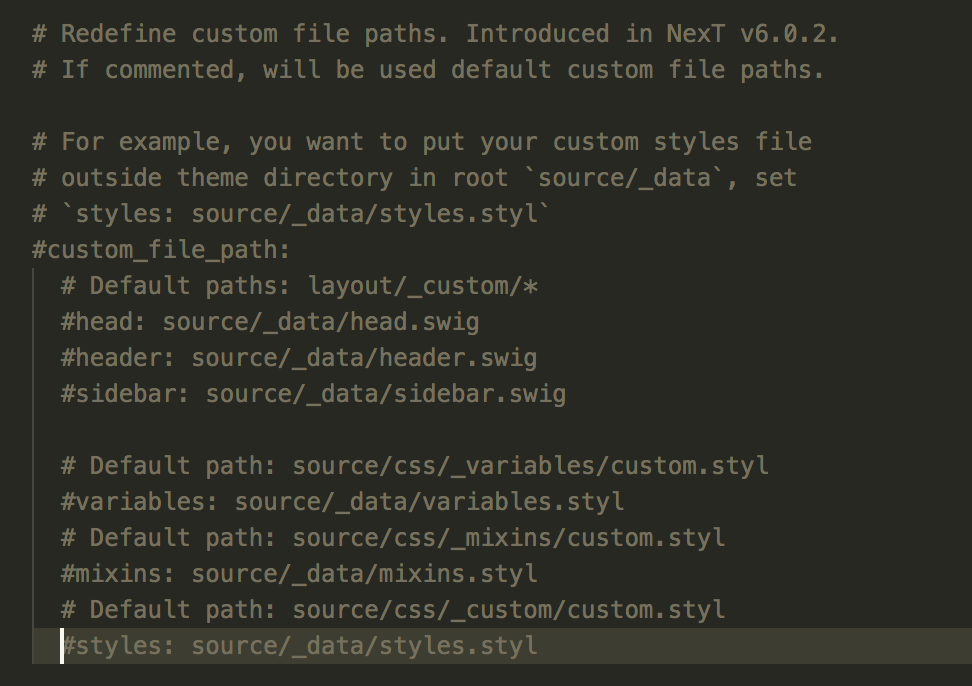 # Redefine custom file paths. Introduced in NexT v6.0.2.
# If commented, will be used default custom file paths.
# For example, you want to put your custom styles file
# outside theme directory in root `source/_data`, set
# `styles: source/_data/styles.styl`
#custom_file_path:
# Default paths: layout/_custom/*
#head: source/_data/head.swig
#header: source/_data/header.swig
#sidebar: source/_data/sidebar.swig
# Default path: source/css/_variables/custom.styl
#variables: source/_data/variables.styl
# Default path: source/css/_mixins/custom.styl
#mixins: source/_data/mixins.styl
# Default path: source/css/_custom/custom.styl
#styles: source/_data/styles.styl